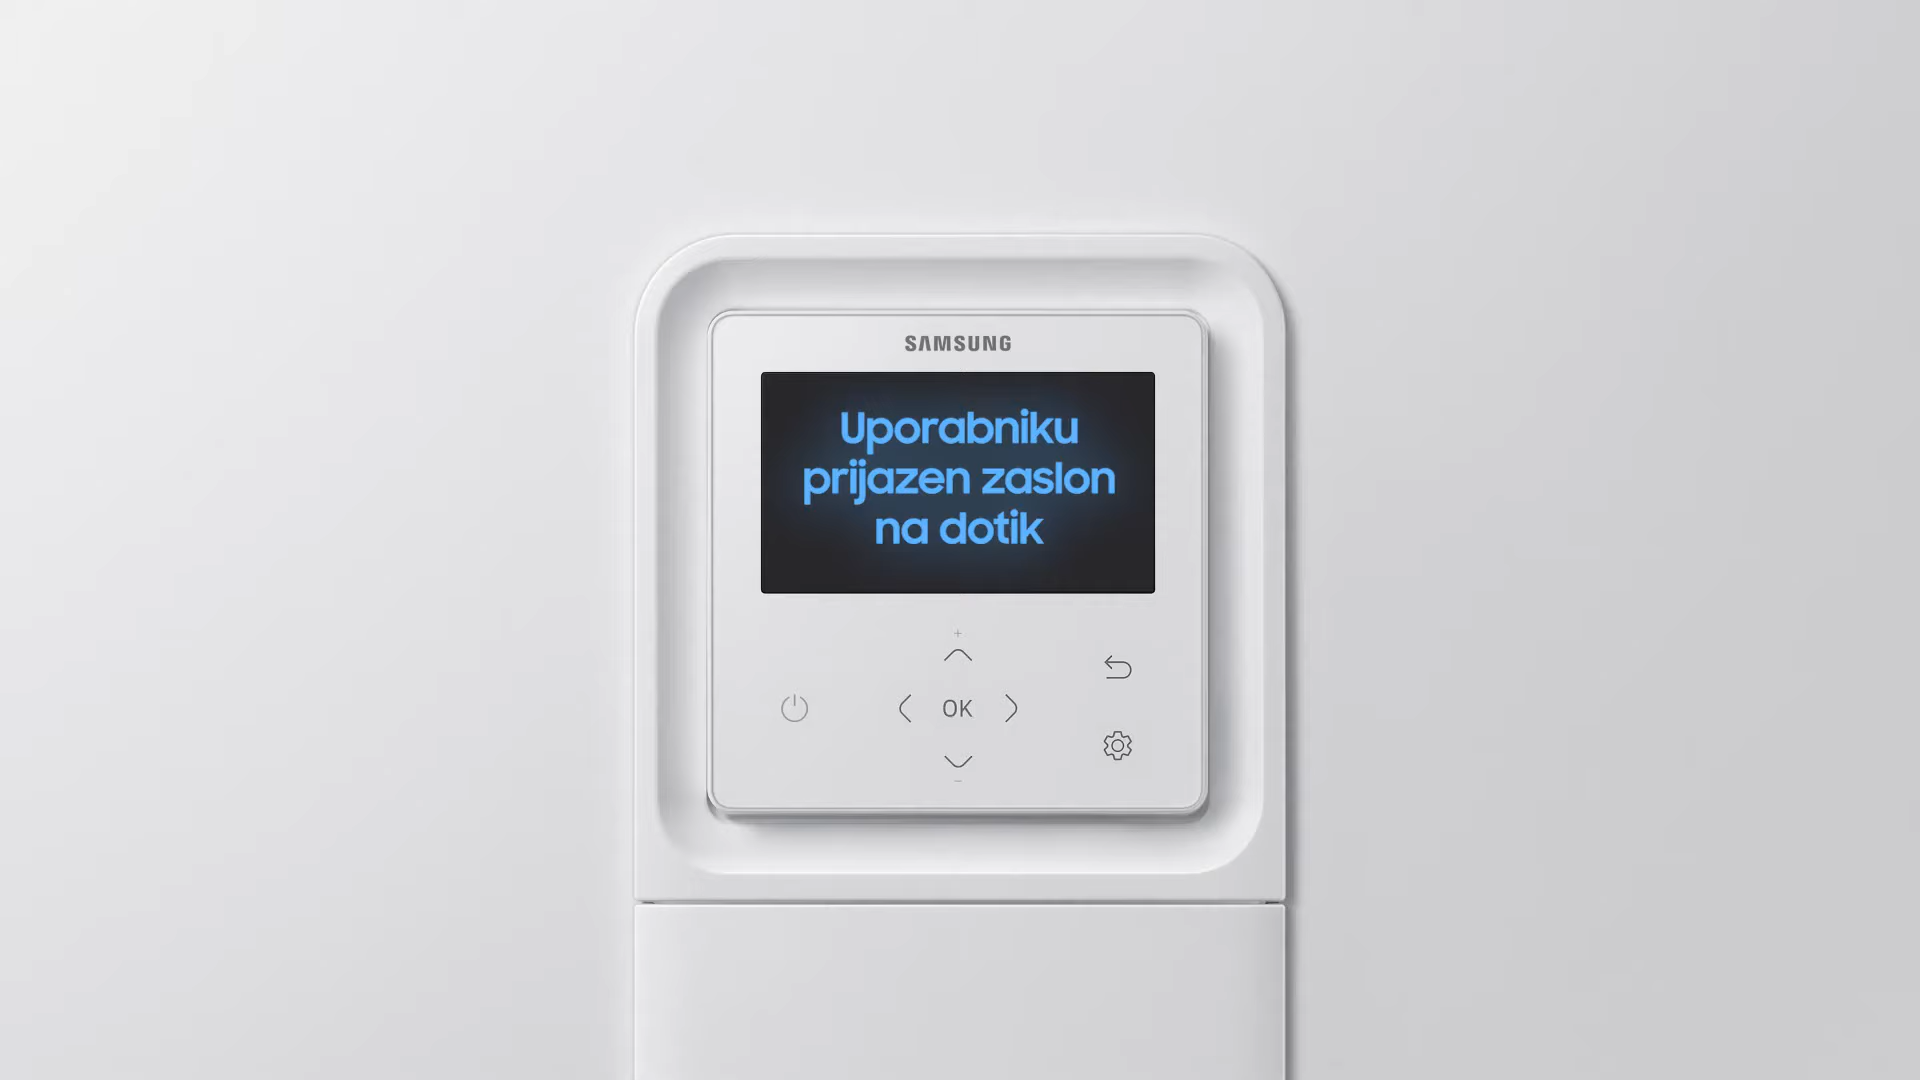 SAMSUNG
Uporabniku
prijazen zaslon
na dotik
+
OK
-